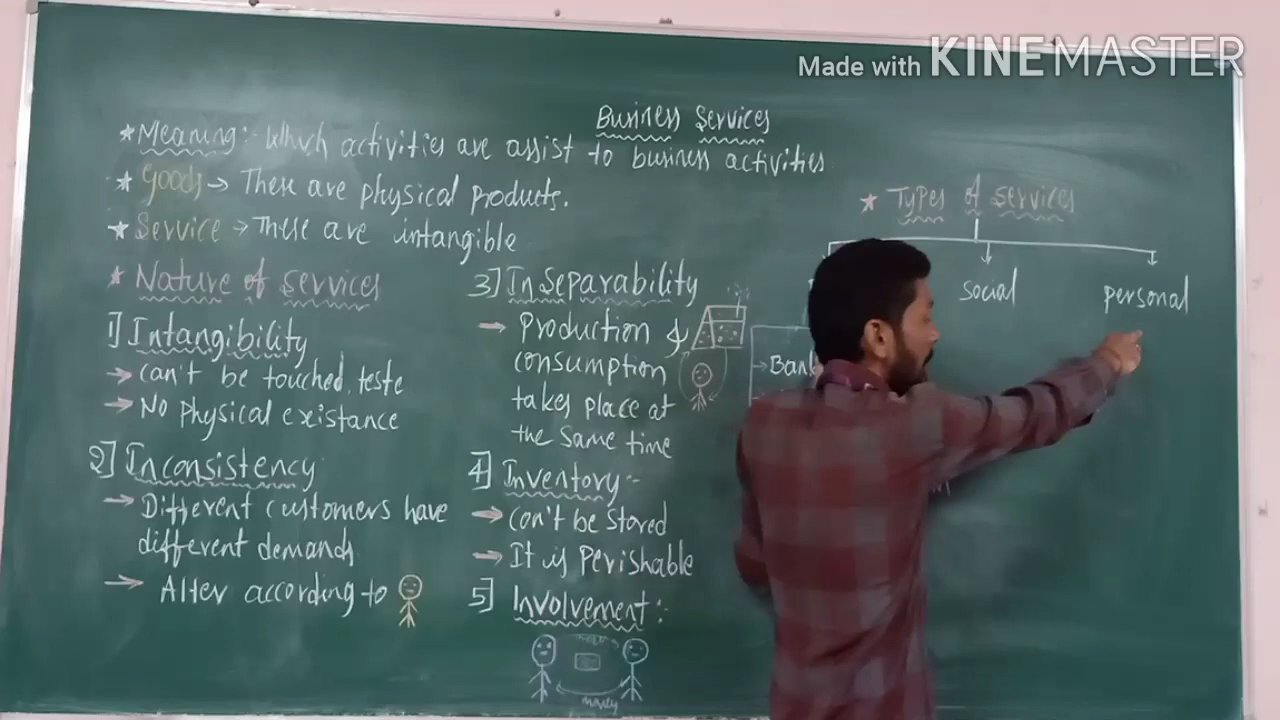 Made with KINEMASTER
Business Services
* Meaning:- Which activities are assist to business activities
* Goods → These are physical products.
* Service → These are intangible
* Nature of services
1] Intangibility
→ can't be touched, teste
→ No physical existance
2] Inconsistency
→ Different customers have
different demands
→ Alter according to
3] Inseparability
→ Production &
consumption
takes place at
the same time
4] Inventory:-
→ can't be stored
→ It is Perishable
5] Involvement:-
money
* Types of services
social
personal
→ Bank